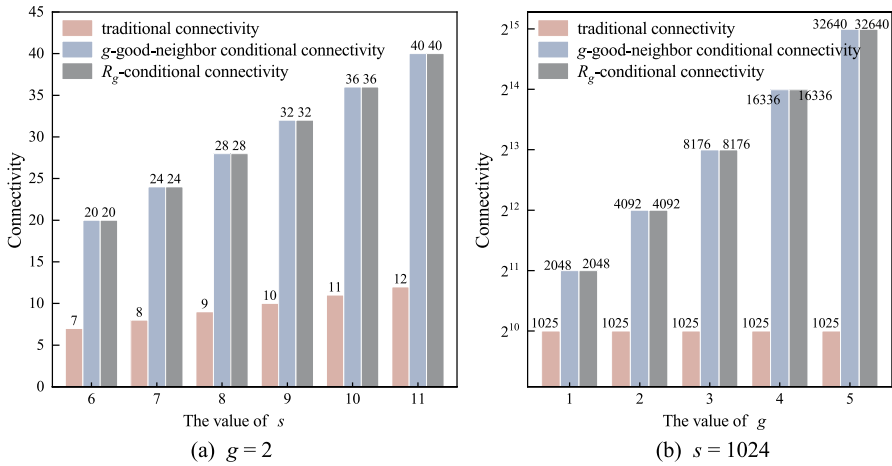 traditional connectivity
g-good-neighbor conditional connectivity
Rg-conditional connectivity
Connectivity
45
40
35
30
25
20
15
10
5
0
7
20 20
8
24 24
9
28 28
10
32 32
11
36 36
12
40 40
6 7 8 9 10 11
The value of s
(a) g = 2
traditional connectivity
g-good-neighbor conditional connectivity
Rg-conditional connectivity
Connectivity
2^15
2^14
2^13
2^12
2^11
2^10
1025
2048 2048
1025
4092 4092
1025
8176 8176
1025
16336 16336
1025
32640 32640
1 2 3 4 5
The value of g
(b) s = 1024